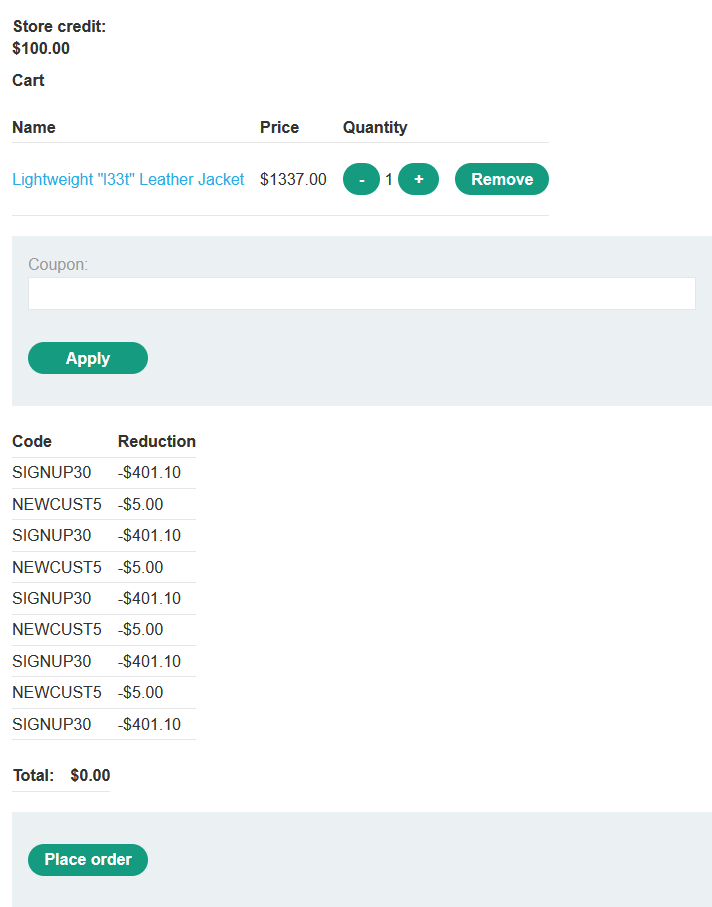 Store credit:
$100.00
Cart
Name Price Quantity
Lightweight "l33t" Leather Jacket $1337.00 - 1 + Remove
Coupon:
Apply
Code Reduction
SIGNUP30 -$401.10
NEWCUST5 -$5.00
SIGNUP30 -$401.10
NEWCUST5 -$5.00
SIGNUP30 -$401.10
NEWCUST5 -$5.00
SIGNUP30 -$401.10
NEWCUST5 -$5.00
SIGNUP30 -$401.10
Total: $0.00
Place order